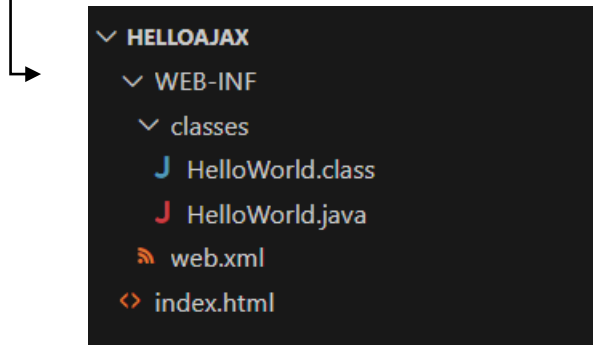 HELLOAJAX
WEB-INF
classes
HelloWorld.class
HelloWorld.java
web.xml
index.html